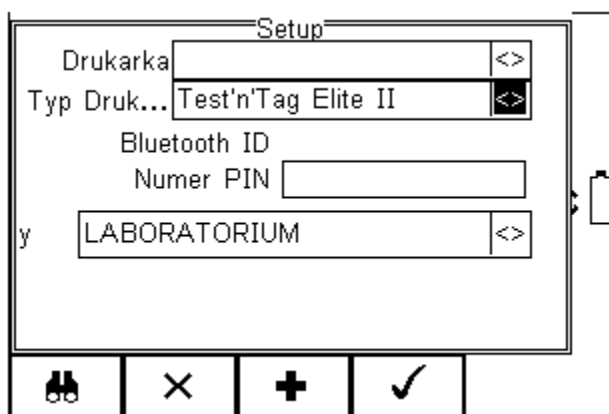 Setup
Drukarka <>
Typ Druk... Test'n'Tag Elite II <>
Bluetooth ID
Numer PIN
y LABORATORIUM <>